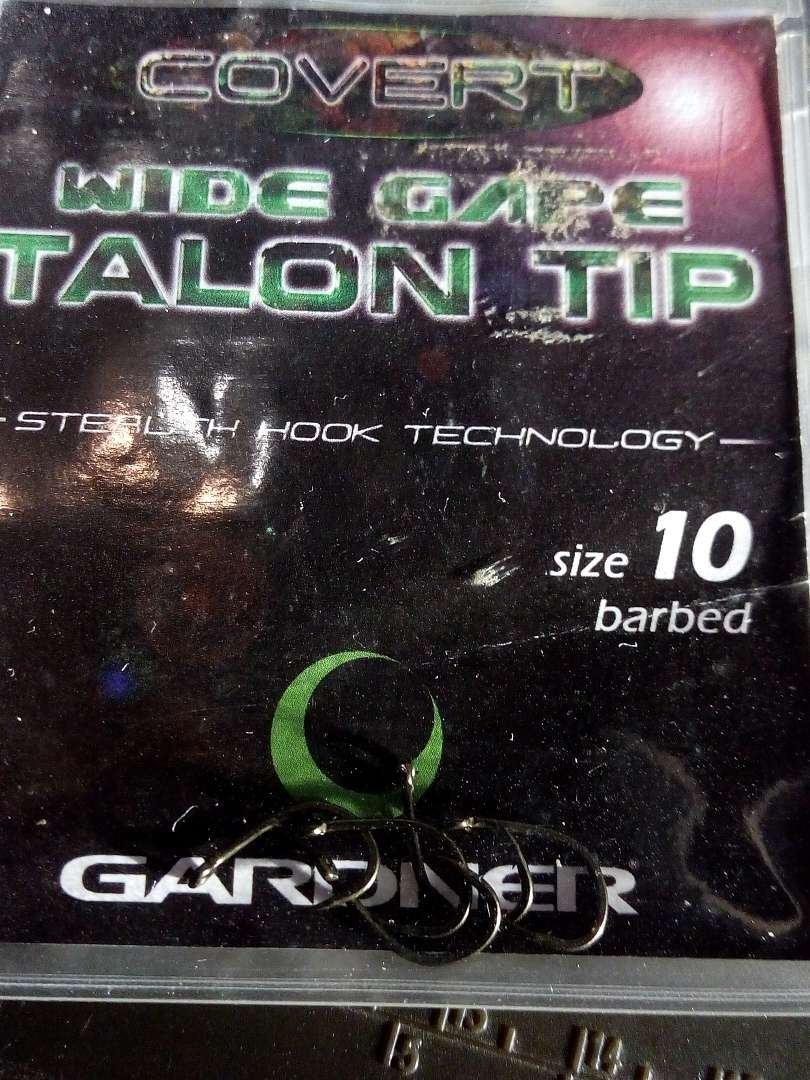 COVERT
WIDE GAPE
TALON TIP
STEALTH HOOK TECHNOLOGY
size 10
barbed
GARDNER